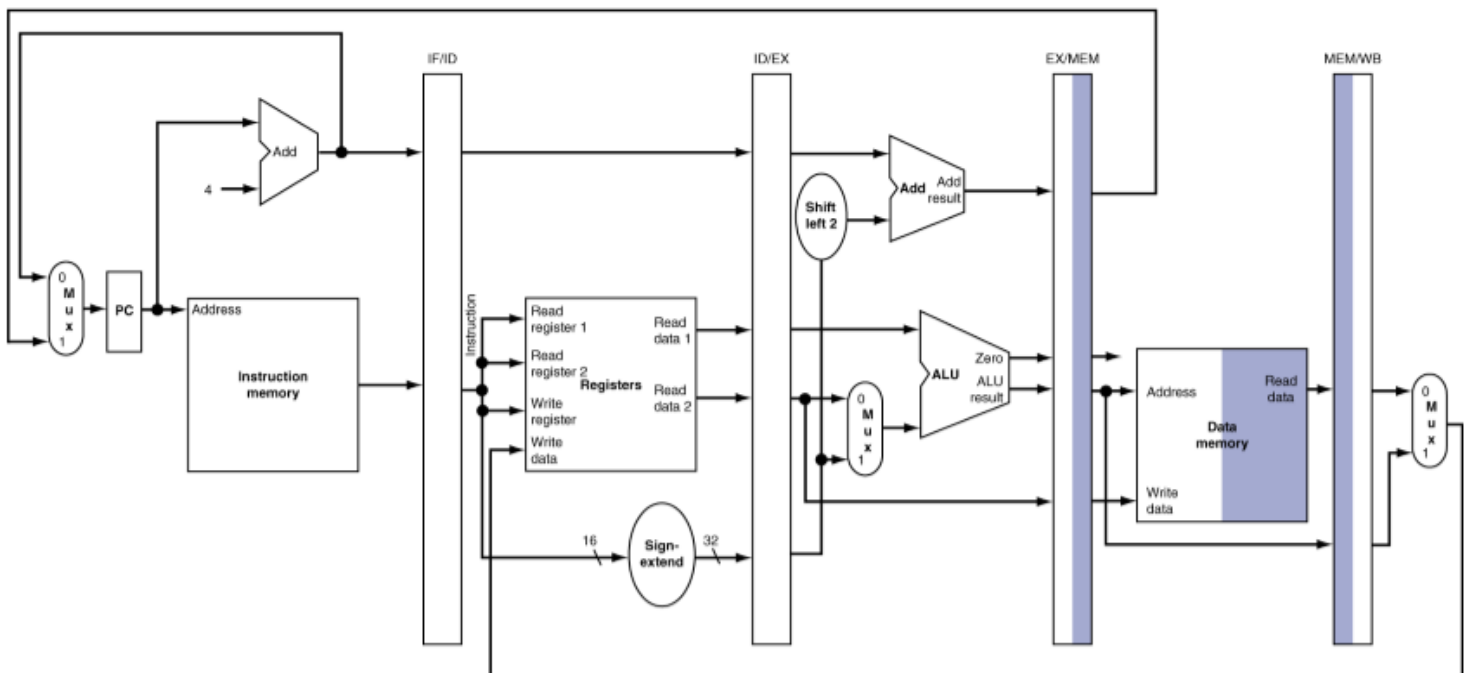 IF/ID
ID/EX
EX/MEM
MEM/WB
Add
4
Add
Add
result
Shift
left 2
0
M
u
x
1
PC
Address
Instruction
memory
Instruction
Read
register 1
Read
register 2
Write
register
Write
data
Registers
Read
data 1
Read
data 2
16
Sign-
extend
32
0
M
u
x
1
ALU
Zero
ALU
result
Address
Read
data
Data
memory
Write
data
0
M
u
x
1